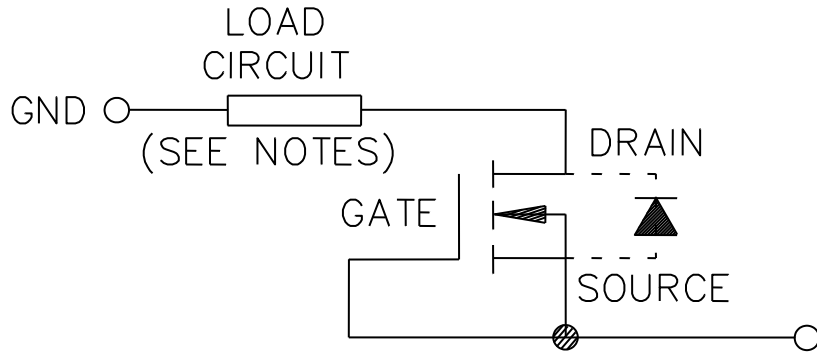 LOAD
CIRCUIT
GND
(SEE NOTES)
DRAIN
GATE
SOURCE